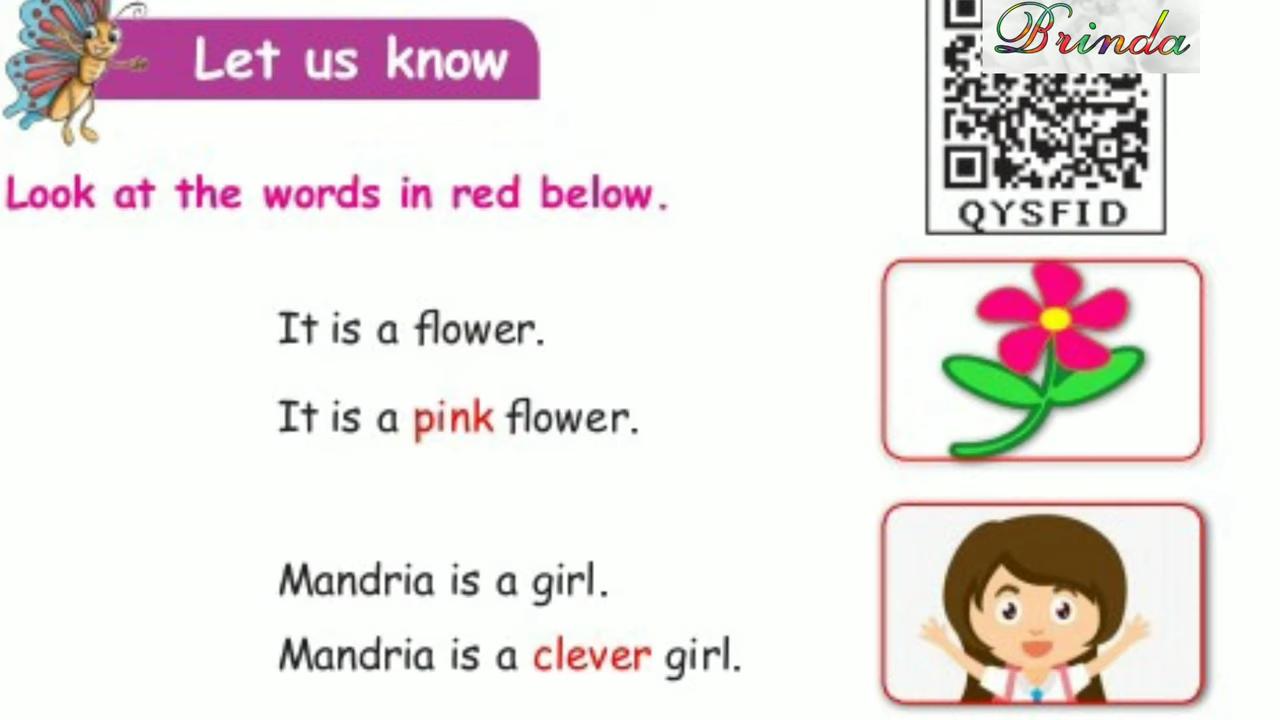 Let us know
Brinda
QYSFID
Look at the words in red below.
It is a flower.
It is a pink flower.
Mandria is a girl.
Mandria is a clever girl.